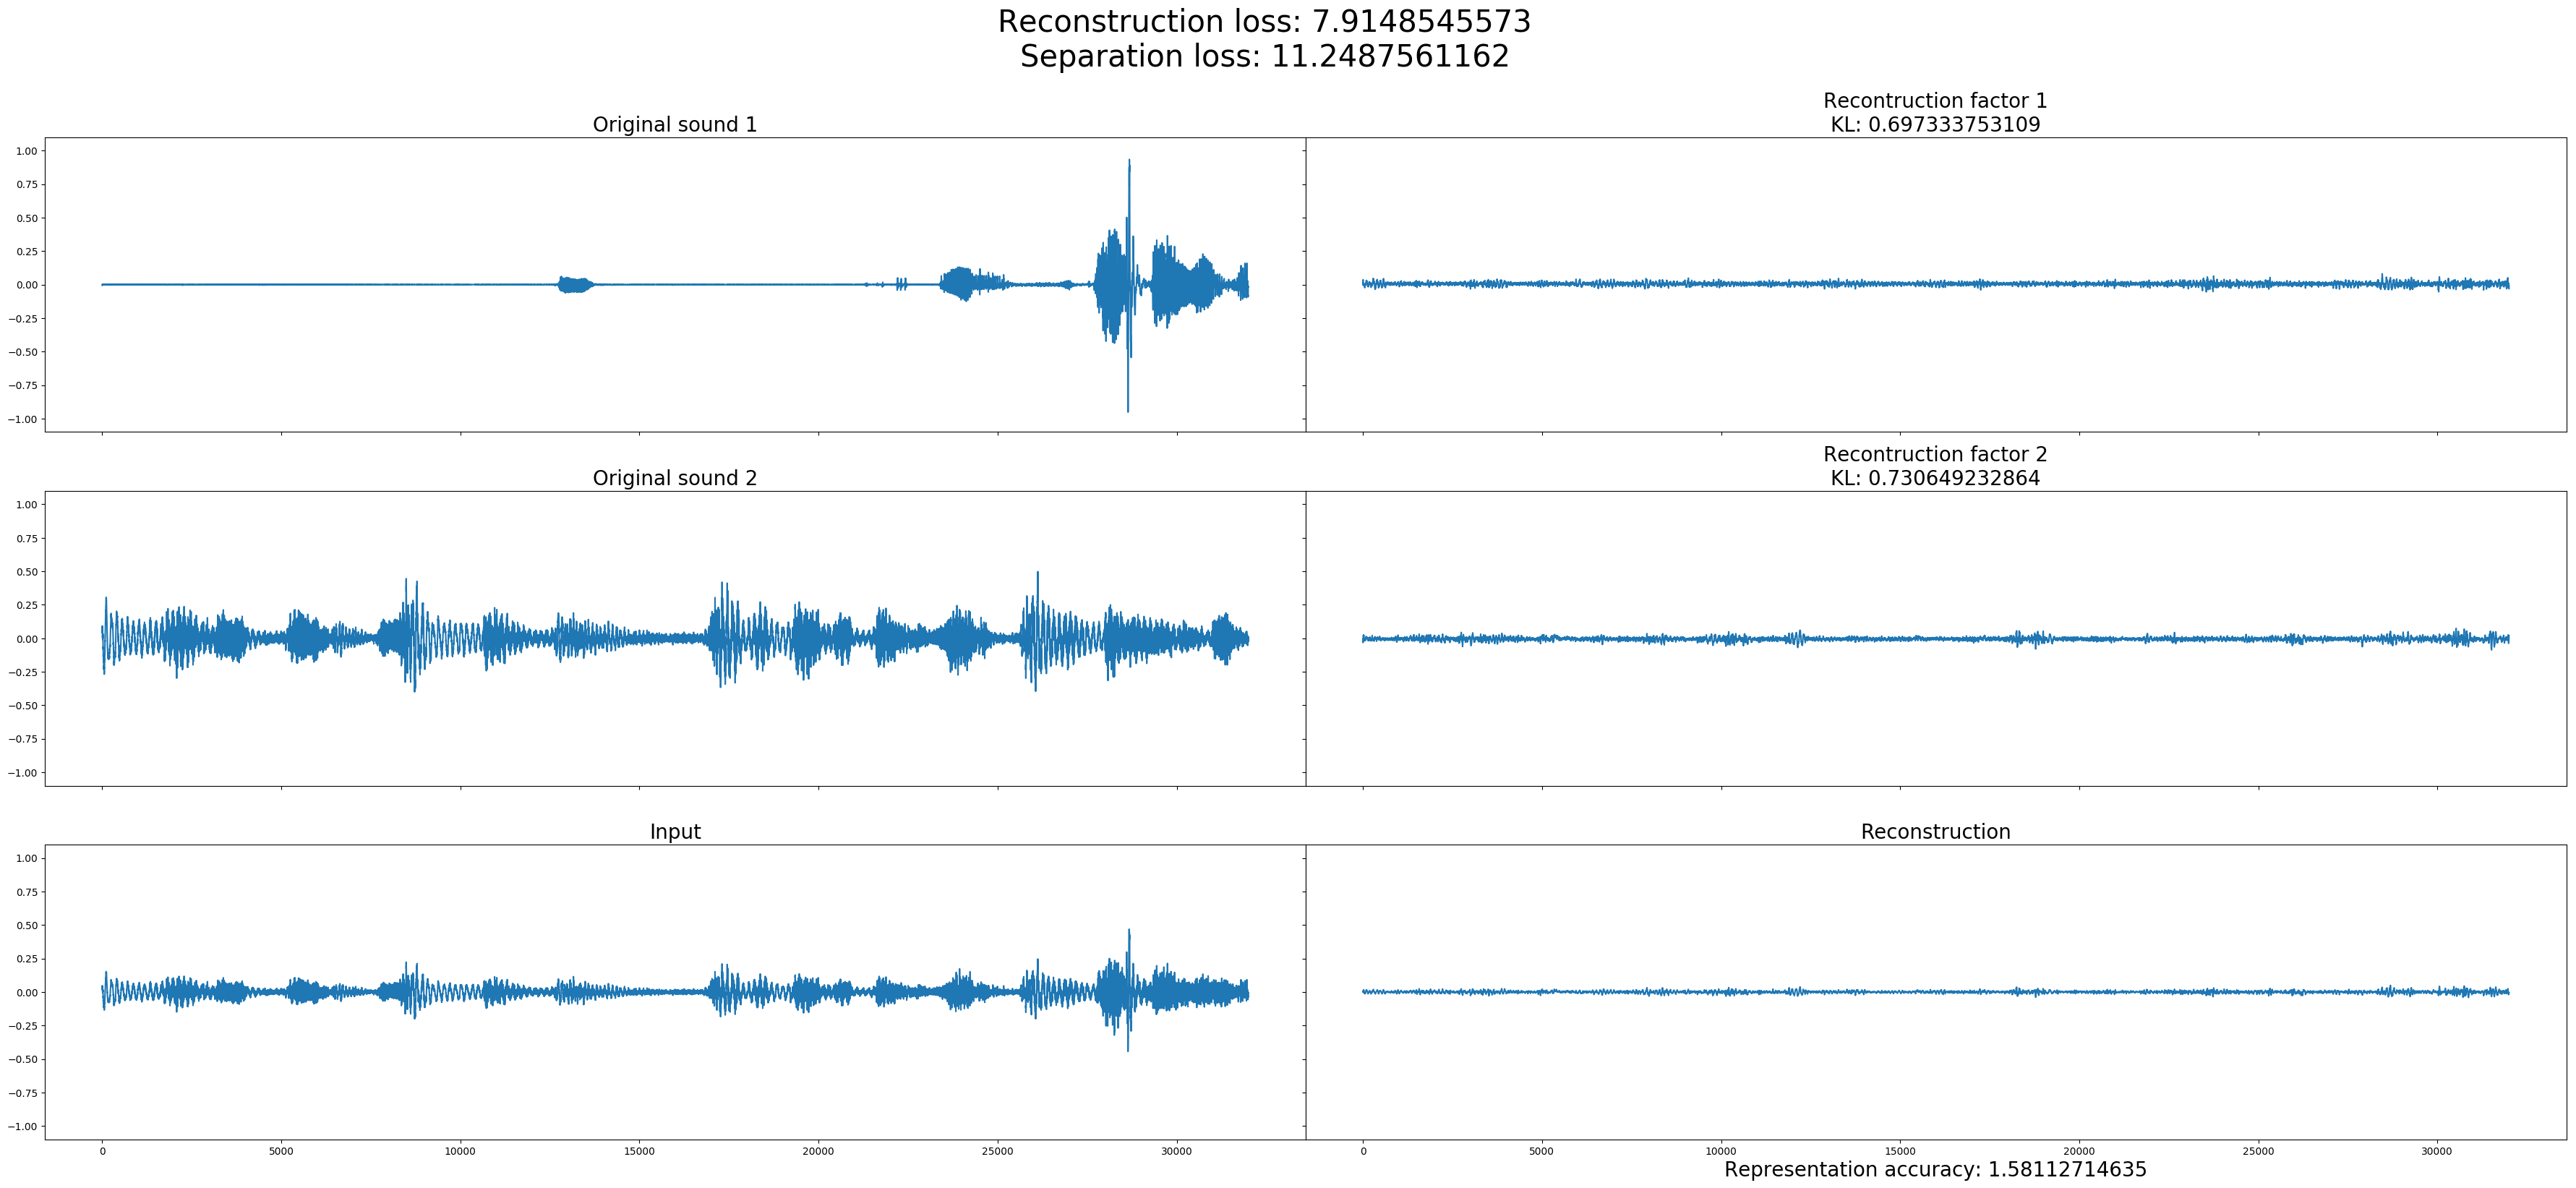 Reconstruction loss: 7.9148545573
Separation loss: 11.2487561162
Original sound 1
Recontruction factor 1
KL: 0.697333753109
1.00
0.75
0.50
0.25
0.00
−0.25
−0.50
−0.75
−1.00
Original sound 2
Recontruction factor 2
KL: 0.730649232864
1.00
0.75
0.50
0.25
0.00
−0.25
−0.50
−0.75
−1.00
Input
Reconstruction
1.00
0.75
0.50
0.25
0.00
−0.25
−0.50
−0.75
−1.00
0 5000 10000 15000 20000 25000 30000
0 5000 10000 15000 20000 25000 30000
Representation accuracy: 1.58112714635